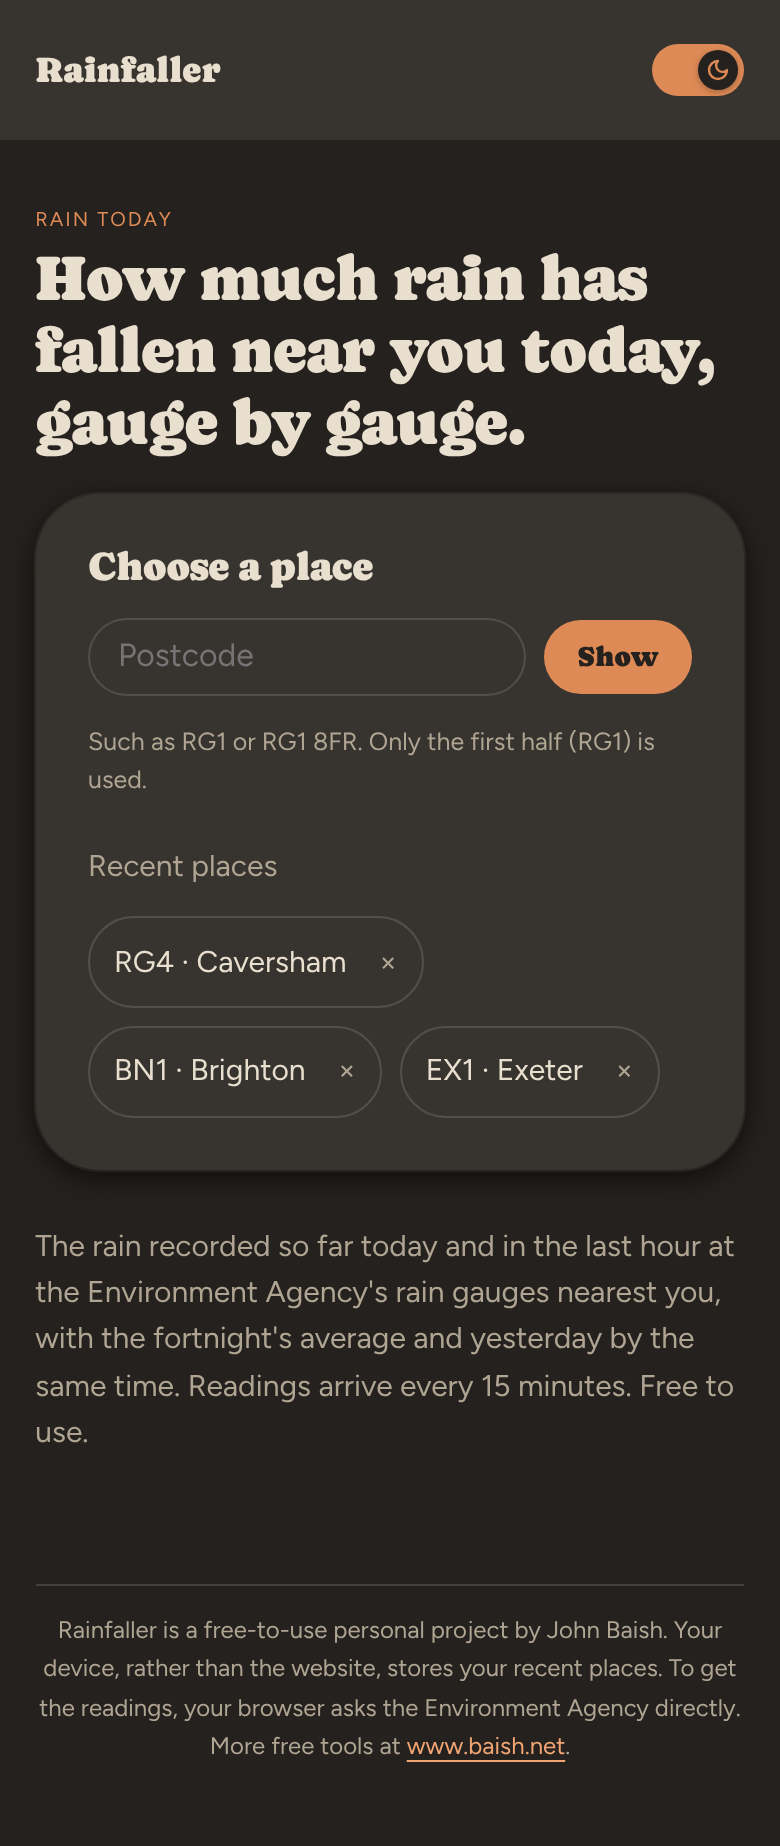 Rainfaller
RAIN TODAY
How much rain has
fallen near you today,
gauge by gauge.
Choose a place
Postcode
Show
Such as RG1 or RG1 8FR. Only the first half (RG1) is
used.
Recent places
RG4 · Caversham ×
BN1 · Brighton × EX1 · Exeter ×
The rain recorded so far today and in the last hour at
the Environment Agency's rain gauges nearest you,
with the fortnight's average and yesterday by the
same time. Readings arrive every 15 minutes. Free to
use.
Rainfaller is a free-to-use personal project by John Baish. Your
device, rather than the website, stores your recent places. To get
the readings, your browser asks the Environment Agency directly.
More free tools at www.baish.net.